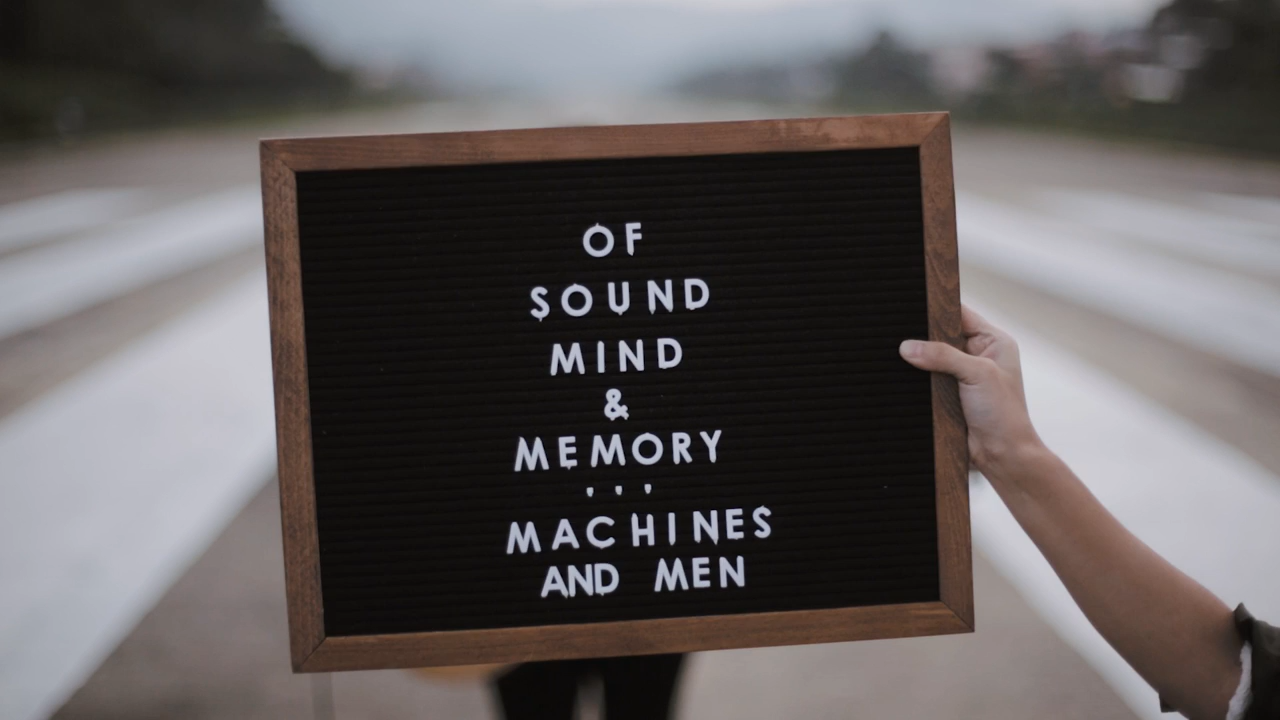 OF
SOUND
MIND
&
MEMORY
...
MACHINES
AND MEN